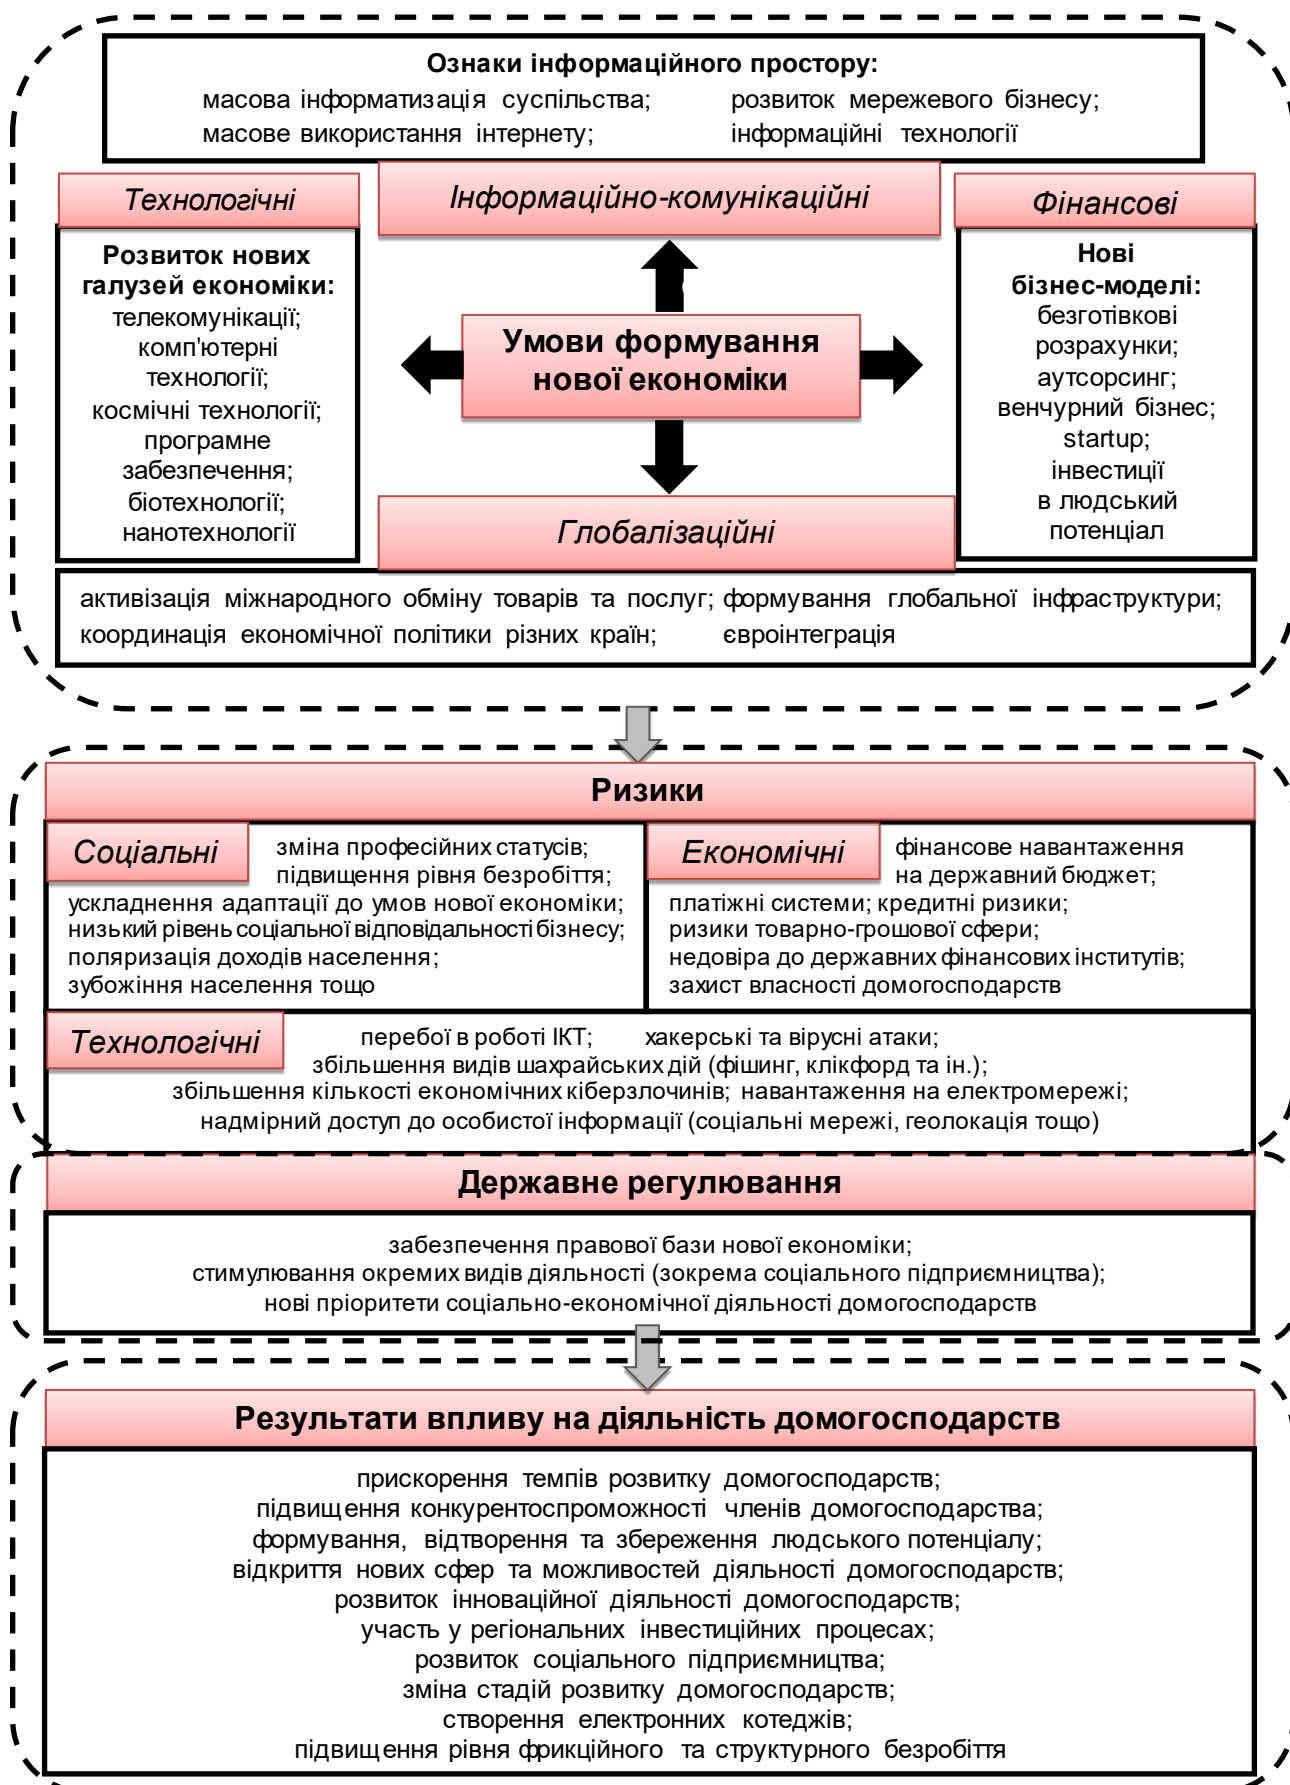 Ознаки інформаційного простору:
масова інформатизація суспільства; розвиток мережевого бізнесу;
масове використання інтернету; інформаційні технології
Інформаційно-комунікаційні
Технологічні
Розвиток нових
галузей економіки:
телекомунікації;
комп'ютерні
технології;
космічні технології;
програмне
забезпечення;
біотехнології;
нанотехнології
Умови формування
нової економіки
Фінансові
Нові
бізнес-моделі:
безготівкові
розрахунки;
аутсорсинг;
венчурний бізнес;
startup;
інвестиції
в людський
потенціал
Глобалізаційні
активізація міжнародного обміну товарів та послуг; формування глобальної інфраструктури;
координація економічної політики різних країн; євроінтеграція
Ризики
Соціальні
зміна професійних статусів;
підвищення рівня безробіття;
ускладнення адаптації до умов нової економіки;
низький рівень соціальної відповідальності бізнесу;
поляризація доходів населення;
зубожіння населення тощо
Економічні
фінансове навантаження
на державний бюджет;
платіжні системи; кредитні ризики;
ризики товарно-грошової сфери;
недовіра до державних фінансових інститутів;
захист власності домогосподарств
Технологічні
перебої в роботі ІКТ; хакерські та вірусні атаки;
збільшення видів шахрайських дій (фішинг, клікфорд та ін.);
збільшення кількості економічних кіберзлочинів; навантаження на електромережі;
надмірний доступ до особистої інформації (соціальні мережі, геолокація тощо)
Державне регулювання
забезпечення правової бази нової економіки;
стимулювання окремих видів діяльності (зокрема соціального підприємництва);
нові пріоритети соціально-економічної діяльності домогосподарств
Результати впливу на діяльність домогосподарств
прискорення темпів розвитку домогосподарств;
підвищення конкурентоспроможності членів домогосподарства;
формування, відтворення та збереження людського потенціалу;
відкриття нових сфер та можливостей діяльності домогосподарств;
розвиток інноваційної діяльності домогосподарств;
участь у регіональних інвестиційних процесах;
розвиток соціального підприємництва;
зміна стадій розвитку домогосподарств;
створення електронних котеджів;
підвищення рівня фрикційного та структурного безробіття